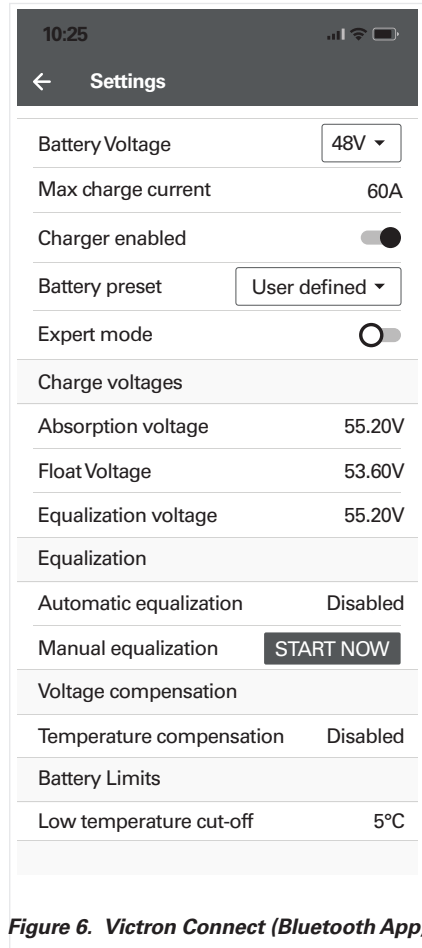 10:25
Settings
Battery Voltage 48V
Max charge current 60A
Charger enabled
Battery preset User defined
Expert mode
Charge voltages
Absorption voltage 55.20V
Float Voltage 53.60V
Equalization voltage 55.20V
Equalization
Automatic equalization Disabled
Manual equalization START NOW
Voltage compensation
Temperature compensation Disabled
Battery Limits
Low temperature cut-off 5°C
Figure 6. Victron Connect (Bluetooth App)